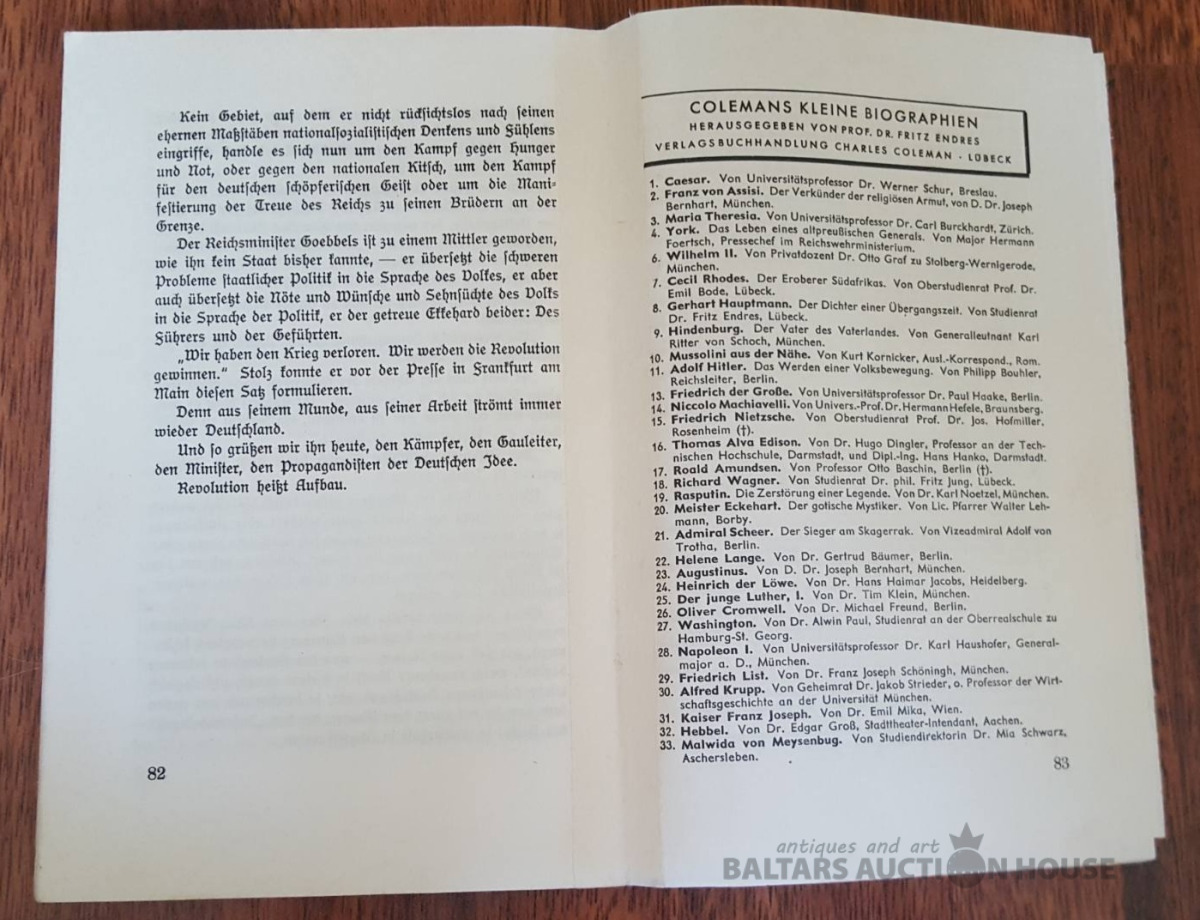 Kein Gebiet, auf dem er nicht rücksichtslos nach seinen
ehernen Maßstäben nationalsozialistischen Denkens und Fühlens
eingriffe, handle es sich nun um den Kampf gegen Hunger
und Not, oder gegen den nationalen Kitsch, um den Kampf
für den deutschen schöpferischen Geist oder um die Mani-
festierung der Treue des Reichs zu seinen Brüdern an der
Grenze.
Der Reichsminister Goebbels ist zu einem Mittler geworden,
wie ihn kein Staat bisher kannte, — er übersetzt die schweren
Probleme staatlicher Politik in die Sprache des Volkes, er aber
auch übersetzt die Nöte und Wünsche und Sehnsüchte des Volks
in die Sprache der Politik, er der getreue Ekkehard beider: Des
Führers und der Geführten.
„Wir haben den Krieg verloren. Wir werden die Revolution
gewinnen.“ Stolz konnte er vor der Presse in Frankfurt am
Main diesen Satz formulieren.
Denn aus seinem Munde, aus seiner Arbeit strömt immer
wieder Deutschland.
Und so grüßen wir ihn heute, den Kämpfer, den Gauleiter,
den Minister, den Propagandisten der Deutschen Idee.
Revolution heißt Aufbau.
82
COLEMANS KLEINE BIOGRAPHIEN
HERAUSGEGEBEN VON PROF. DR. FRITZ ENDRES
VERLAGSBUCHHANDLUNG CHARLES COLEMAN · LÜBECK
1. Caesar. Von Universitätsprofessor Dr. Werner Schur, Breslau.
2. Franz von Assisi. Der Verkünder der religiösen Armut, von D. Dr. Joseph
Bernhart, München.
3. Maria Theresia. Von Universitätsprofessor Dr. Carl Burckhardt, Zürich.
4. York. Das Leben eines altpreußischen Generals. Von Major Hermann
Foertsch, Pressechef im Reichswehrministerium.
6. Wilhelm II. Von Privatdozent Dr. Otto Graf zu Stolberg-Wernigerode,
München.
7. Cecil Rhodes. Der Eroberer Südafrikas. Von Oberstudienrat Prof. Dr.
Emil Bode, Lübeck.
8. Gerhart Hauptmann. Der Dichter einer Übergangszeit. Von Studienrat
Dr. Fritz Endres, Lübeck.
9. Hindenburg. Der Vater des Vaterlandes. Von Generalleutnant Karl
Ritter von Schoch, München.
10. Mussolini aus der Nähe. Von Kurt Kornicker, Ausl.-Korrespond., Rom.
11. Adolf Hitler. Das Werden einer Volksbewegung. Von Philipp Bouhler,
Reichsleiter, Berlin.
13. Friedrich der Große. Von Universitätsprofessor Dr. Paul Haake, Berlin.
14. Niccolo Machiavelli. Von Univers.-Prof. Dr. Hermann Hefele, Braunsberg.
15. Friedrich Nietzsche. Von Oberstudienrat Prof. Dr. Jos. Hofmiller,
Rosenheim (†).
16. Thomas Alva Edison. Von Dr. Hugo Dingler, Professor an der Tech-
nischen Hochschule, Darmstadt, und Dipl.-Ing. Hans Hanko, Darmstadt.
17. Roald Amundsen. Von Professor Otto Baschin, Berlin (†).
18. Richard Wagner. Von Studienrat Dr. phil. Fritz Jung, Lübeck.
19. Rasputin. Die Zerstörung einer Legende. Von Dr. Karl Noetzel, München.
20. Meister Eckehart. Der gotische Mystiker. Von Lic. Pfarrer Walter Leh-
mann, Borby.
21. Admiral Scheer. Der Sieger am Skagerrak. Von Vizeadmiral Adolf von
Trotha, Berlin.
22. Helene Lange. Von Dr. Gertrud Bäumer, Berlin.
23. Augustinus. Von D. Dr. Joseph Bernhart, München.
24. Heinrich der Löwe. Von Dr. Hans Haimar Jacobs, Heidelberg.
25. Der junge Luther, I. Von Dr. Tim Klein, München.
26. Oliver Cromwell. Von Dr. Michael Freund, Berlin.
27. Washington. Von Dr. Alwin Paul, Studienrat an der Oberrealschule zu
Hamburg-St. Georg.
28. Napoleon I. Von Universitätsprofessor Dr. Karl Haushofer, General-
major a. D., München.
29. Friedrich List. Von Dr. Franz Joseph Schöningh, München.
30. Alfred Krupp. Von Geheimrat Dr. Jakob Strieder, o. Professor der Wirt-
schaftsgeschichte an der Universität München.
31. Kaiser Franz Joseph. Von Dr. Emil Mika, Wien.
32. Hebbel. Von Dr. Edgar Groß, Stadttheater-Intendant, Aachen.
33. Malwida von Meysenbug. Von Studiendirektorin Dr. Mia Schwarz,
Aschersleben.
83
antiques and art
BALTARS AUCTION HOUSE